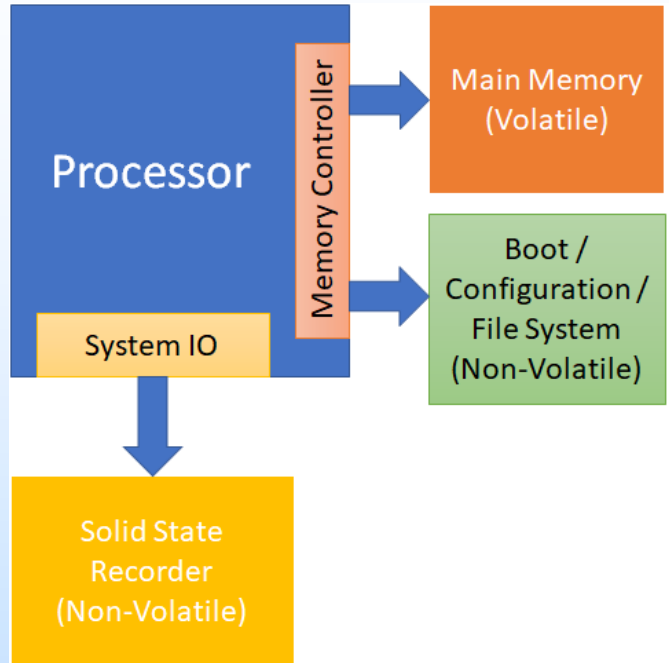 Processor
Memory Controller
Main Memory
(Volatile)
Boot /
Configuration /
File System
(Non-Volatile)
System IO
Solid State
Recorder
(Non-Volatile)